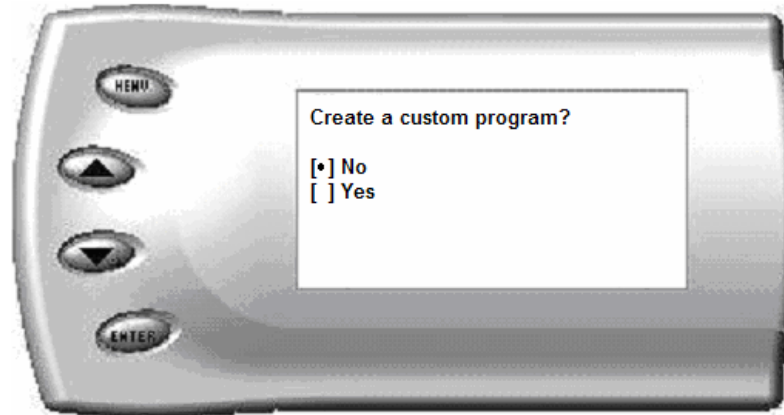 MENU
Create a custom program?
[•] No
[ ] Yes
ENTER